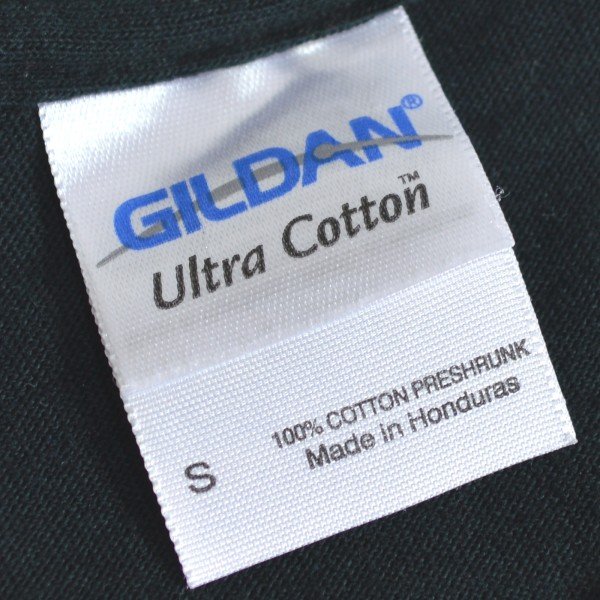 GILDAN®
Ultra Cotton™
100% COTTON PRESHRUNK
S Made in Honduras